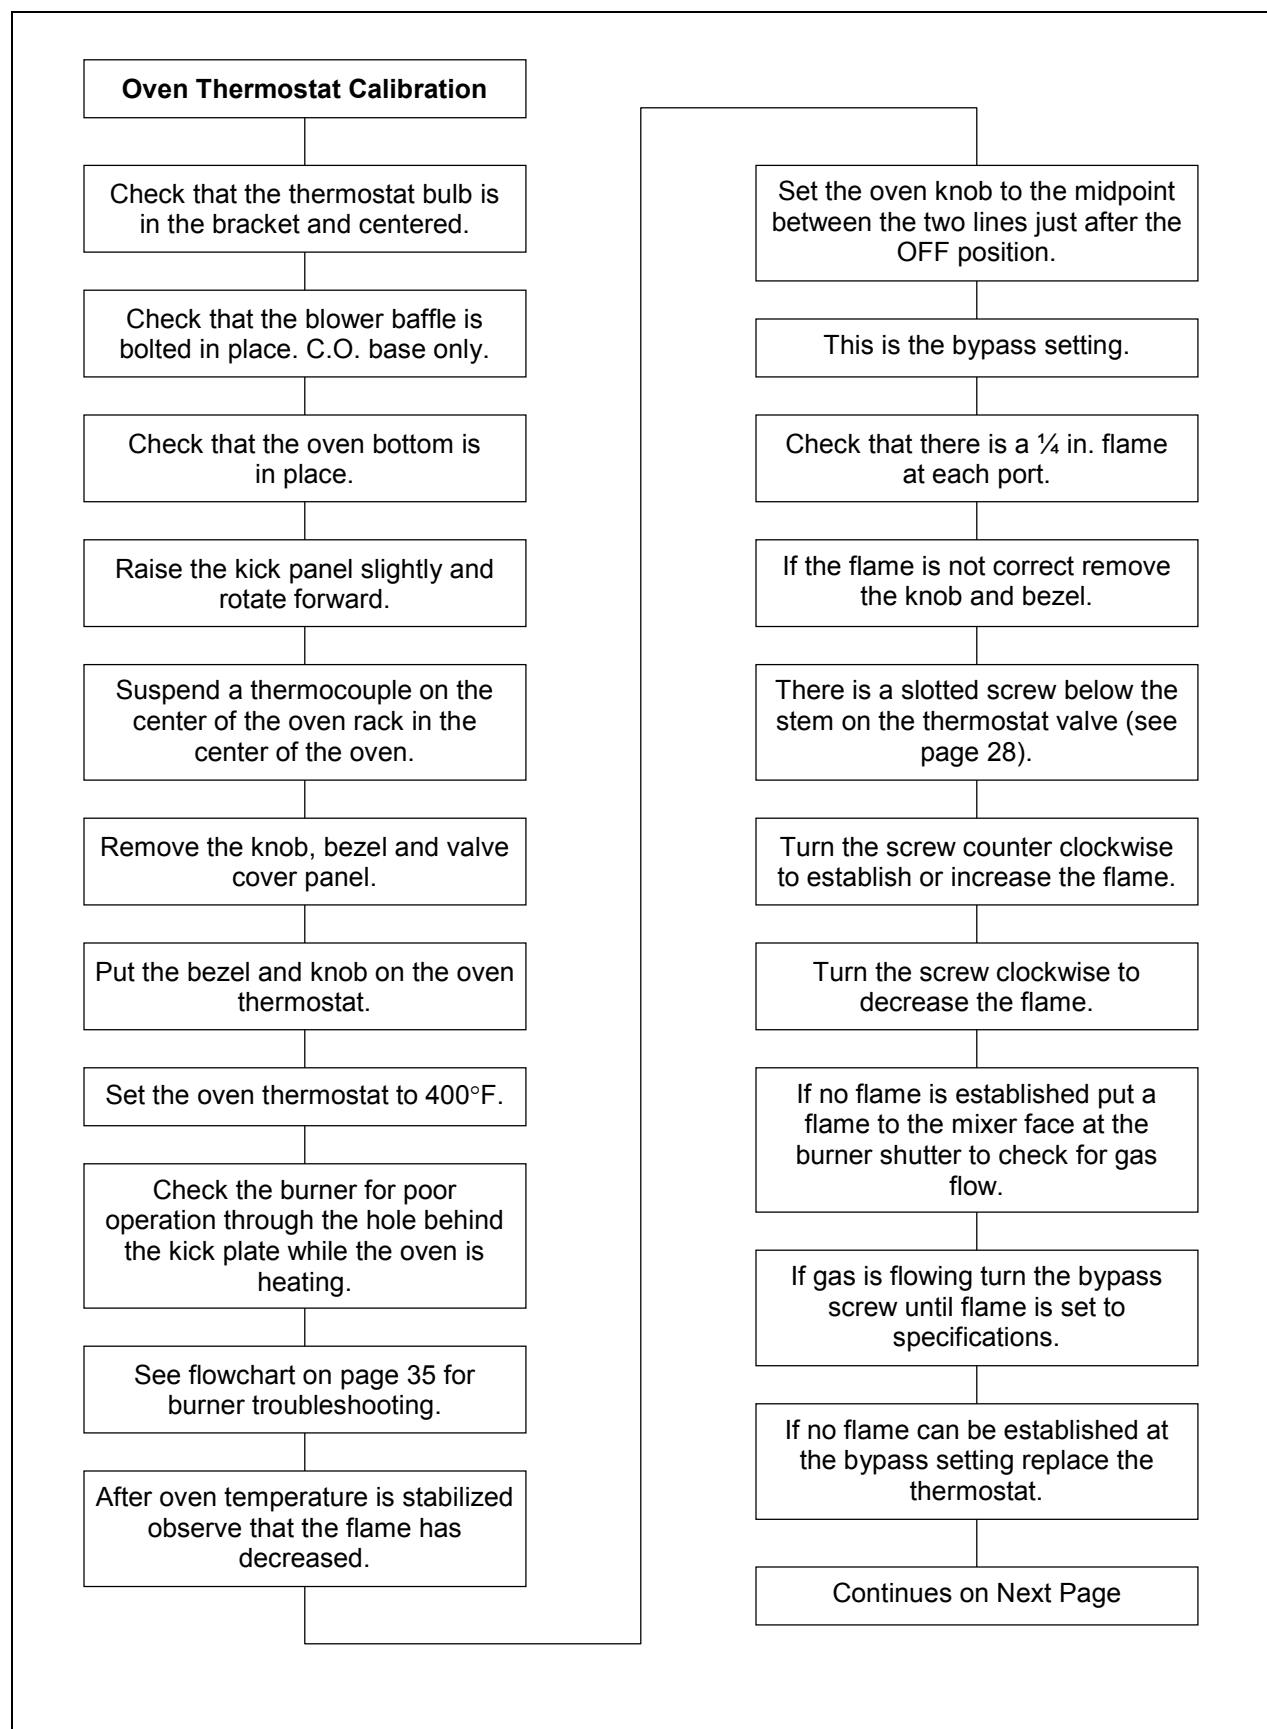 Oven Thermostat Calibration
Check that the thermostat bulb is
in the bracket and centered.
Check that the blower baffle is
bolted in place. C.O. base only.
Check that the oven bottom is
in place.
Raise the kick panel slightly and
rotate forward.
Suspend a thermocouple on the
center of the oven rack in the
center of the oven.
Remove the knob, bezel and valve
cover panel.
Put the bezel and knob on the oven
thermostat.
Set the oven thermostat to 400°F.
Check the burner for poor
operation through the hole behind
the kick plate while the oven is
heating.
See flowchart on page 35 for
burner troubleshooting.
After oven temperature is stabilized
observe that the flame has
decreased.
Set the oven knob to the midpoint
between the two lines just after the
OFF position.
This is the bypass setting.
Check that there is a ¼ in. flame
at each port.
If the flame is not correct remove
the knob and bezel.
There is a slotted screw below the
stem on the thermostat valve (see
page 28).
Turn the screw counter clockwise
to establish or increase the flame.
Turn the screw clockwise to
decrease the flame.
If no flame is established put a
flame to the mixer face at the
burner shutter to check for gas
flow.
If gas is flowing turn the bypass
screw until flame is set to
specifications.
If no flame can be established at
the bypass setting replace the
thermostat.
Continues on Next Page